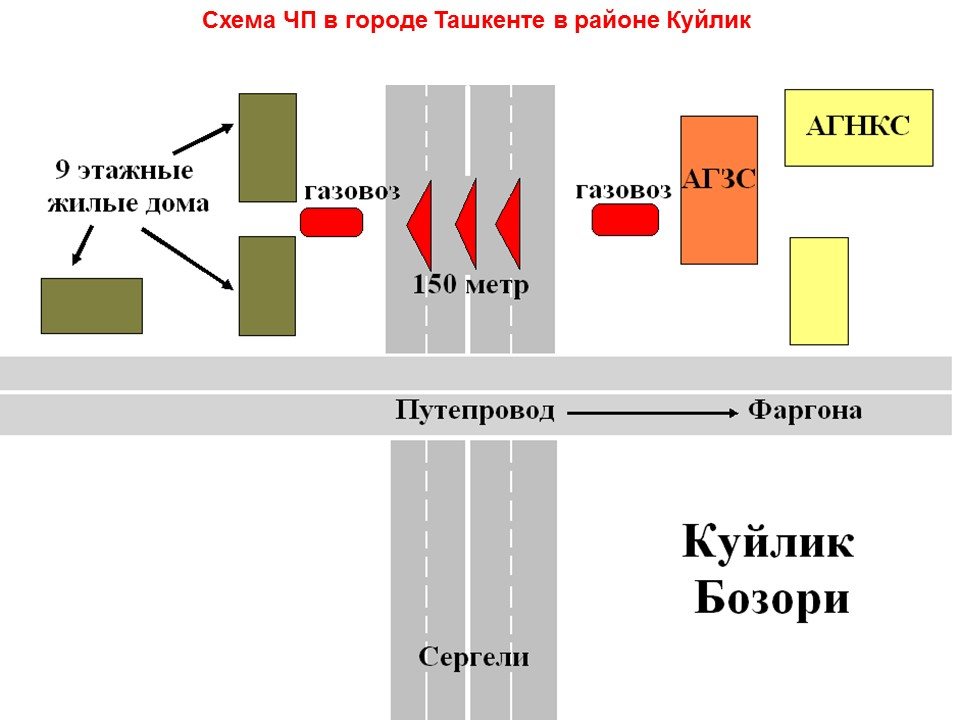 Схема ЧП в городе Ташкенте в районе Куйлик
АГНКС
9 этажные
жилые дома
газовоз
газовоз
АГЗС
150 метр
Путепровод
Фаргона
Куйлик
Бозори
Сергели